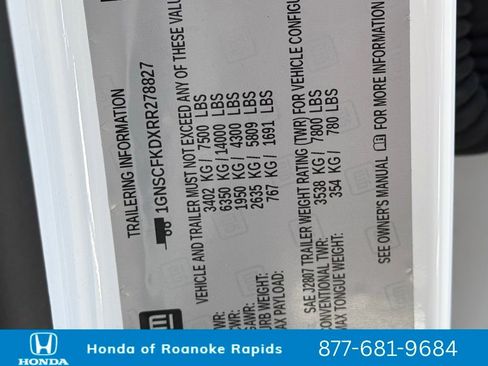 TRAILERING INFORMATION
1GNSCFKDXRR278827
VEHICLE AND TRAILER MUST NOT EXCEED ANY OF THESE VALU
WR: 3402 KG / 7500 LBS
CWR: 6350 KG / 14000 LBS
GAWR: 1950 KG / 4300 LBS
URB WEIGHT: 2635 KG / 5809 LBS
MAX PAYLOAD: 767 KG / 1691 LBS
SAE J2807 TRAILER WEIGHT RATING (TWR) FOR VEHICLE CONFIGU
CONVENTIONAL TWR: 3538 KG / 7800 LBS
MAX TONGUE WEIGHT: 354 KG / 780 LBS
SEE OWNER'S MANUAL FOR MORE INFORMATION
gm
HONDA
Honda of Roanoke Rapids
877-681-9684